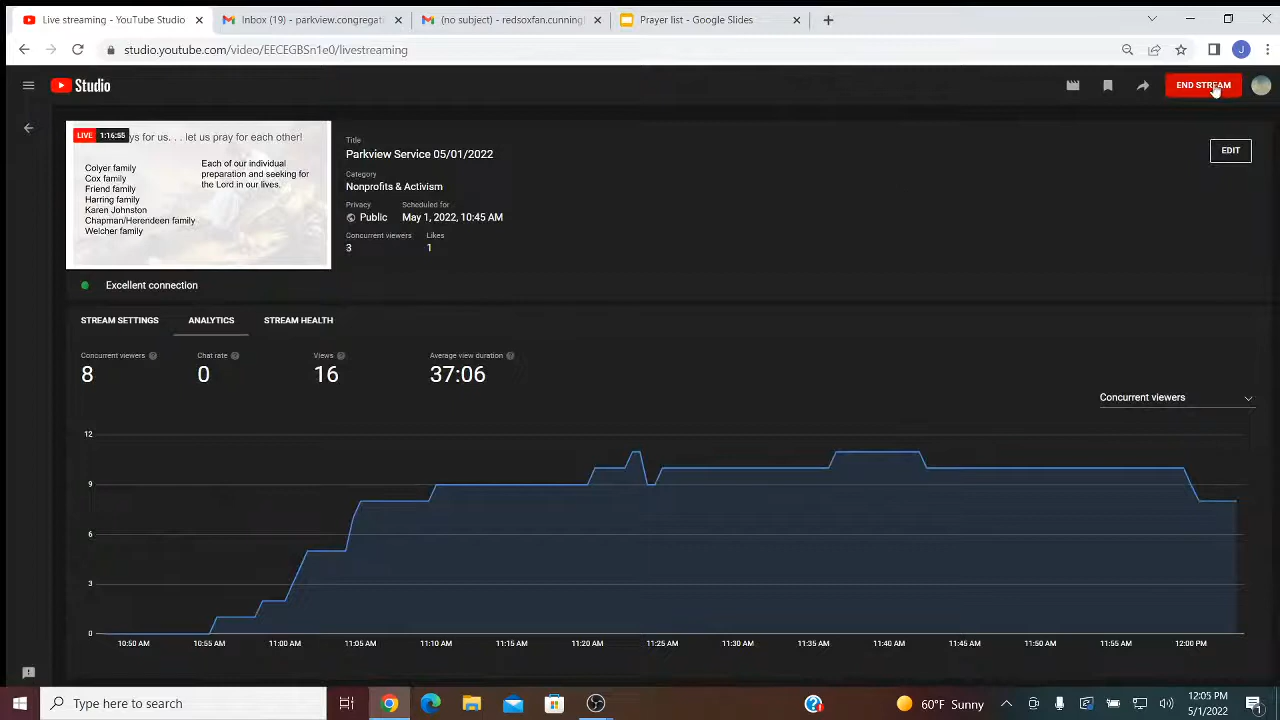 Live streaming - YouTube Studio
Inbox (19) - parkview.congregati
(no subject) - redsoxfan.cunning
Prayer list - Google Slides
studio.youtube.com/video/EECEGBSn1e0/livestreaming
J
Studio
END STREAM
LIVE 1:16:55 ys for us. . . let us pray for each other!
Colyer family
Cox family
Friend family
Harring family
Karen Johnston
Chapman/Herendeen family
Welcher family
Each of our individual
preparation and seeking for
the Lord in our lives.
Title
Parkview Service 05/01/2022
EDIT
Category
Nonprofits & Activism
Privacy Scheduled for
Public May 1, 2022, 10:45 AM
Concurrent viewers Likes
3 1
Excellent connection
STREAM SETTINGS ANALYTICS STREAM HEALTH
Concurrent viewers Chat rate Views Average view duration
8 0 16 37:06
Concurrent viewers
12
9
6
3
0
10:50 AM 10:55 AM 11:00 AM 11:05 AM 11:10 AM 11:15 AM 11:20 AM 11:25 AM 11:30 AM 11:35 AM 11:40 AM 11:45 AM 11:50 AM 11:55 AM 12:00 PM
Type here to search
60°F Sunny
12:05 PM
5/1/2022